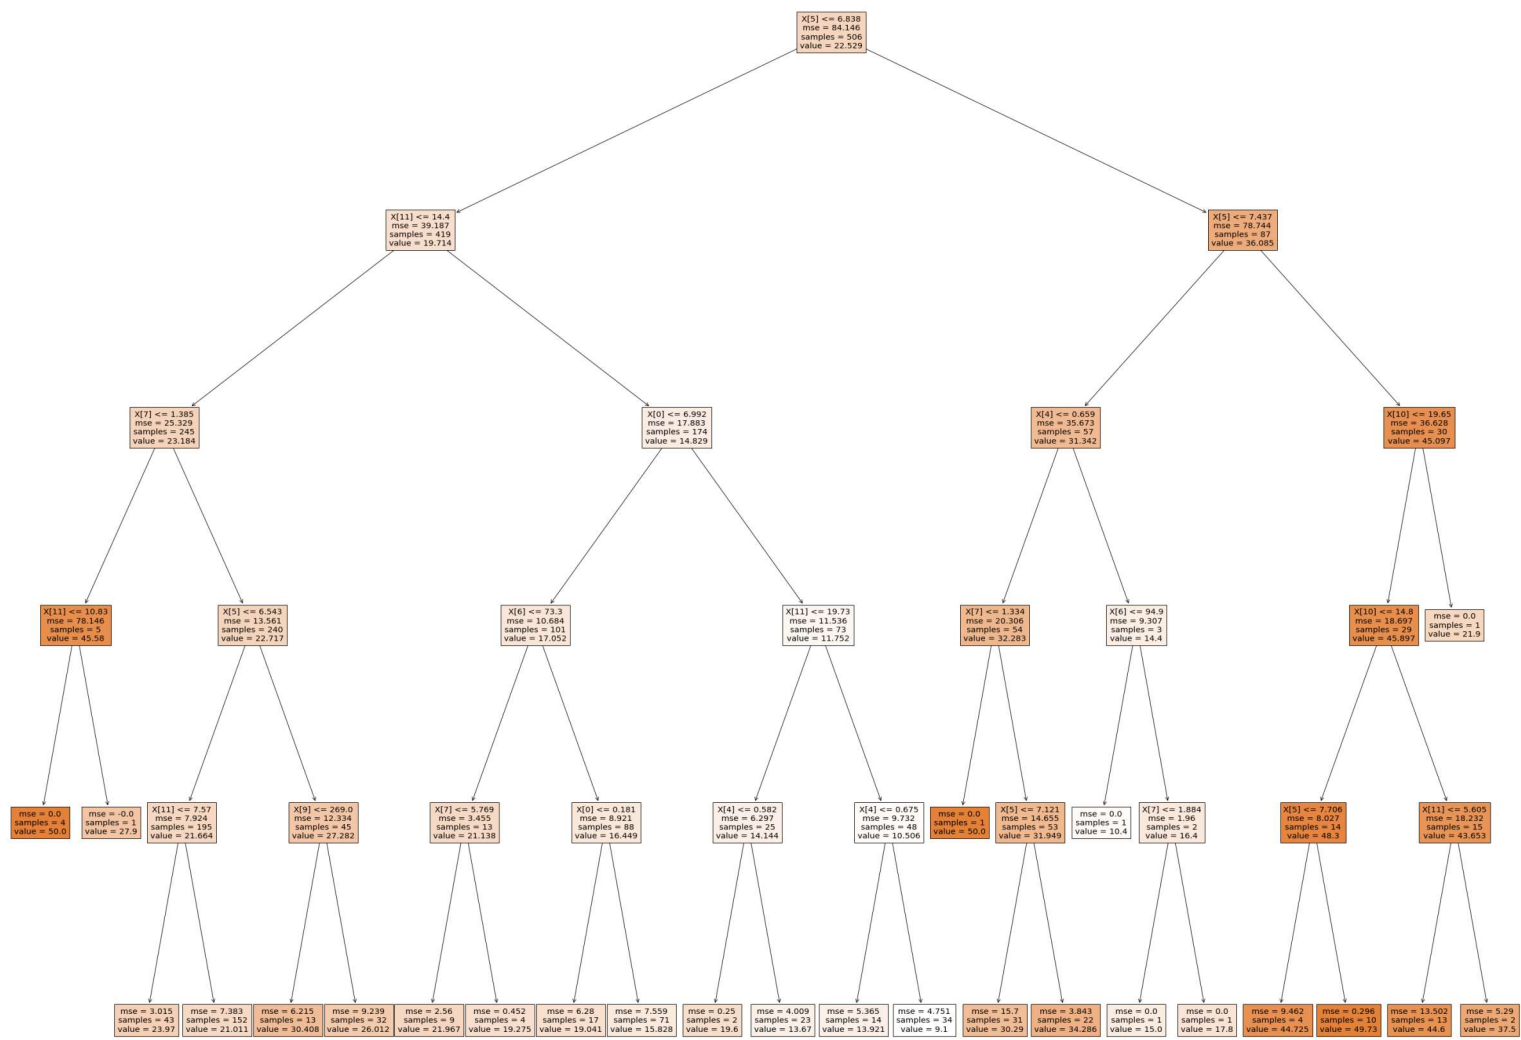 X[5] <= 6.838
mse = 84.146
samples = 506
value = 22.529
X[11] <= 14.4
mse = 39.187
samples = 419
value = 19.714
X[5] <= 7.437
mse = 78.744
samples = 87
value = 36.085
X[7] <= 1.385
mse = 25.329
samples = 245
value = 23.184
X[0] <= 6.992
mse = 17.883
samples = 174
value = 14.829
X[4] <= 0.659
mse = 35.673
samples = 57
value = 31.342
X[10] <= 19.65
mse = 36.628
samples = 30
value = 45.097
X[11] <= 10.83
mse = 78.146
samples = 5
value = 45.58
X[5] <= 6.543
mse = 13.561
samples = 240
value = 22.717
X[6] <= 73.3
mse = 10.684
samples = 101
value = 17.052
X[11] <= 19.73
mse = 11.536
samples = 73
value = 11.752
X[7] <= 1.334
mse = 20.306
samples = 54
value = 32.283
X[6] <= 94.9
mse = 9.307
samples = 3
value = 14.4
X[10] <= 14.8
mse = 18.697
samples = 29
value = 45.897
mse = 0.0
samples = 1
value = 21.9
mse = 0.0
samples = 4
value = 50.0
mse = -0.0
samples = 1
value = 27.9
X[11] <= 7.57
mse = 7.924
samples = 195
value = 21.664
X[9] <= 269.0
mse = 12.334
samples = 45
value = 27.282
X[7] <= 5.769
mse = 3.455
samples = 13
value = 21.138
X[0] <= 0.181
mse = 8.921
samples = 88
value = 16.449
X[4] <= 0.582
mse = 6.297
samples = 25
value = 14.144
X[4] <= 0.675
mse = 9.732
samples = 48
value = 10.506
mse = 0.0
samples = 1
value = 50.0
X[5] <= 7.121
mse = 14.655
samples = 53
value = 31.949
mse = 0.0
samples = 1
value = 10.4
X[7] <= 1.884
mse = 1.96
samples = 2
value = 16.4
X[5] <= 7.706
mse = 8.027
samples = 14
value = 48.3
X[11] <= 5.605
mse = 18.232
samples = 15
value = 43.653
mse = 3.015
samples = 43
value = 23.97
mse = 7.383
samples = 152
value = 21.011
mse = 6.215
samples = 13
value = 30.408
mse = 9.239
samples = 32
value = 26.012
mse = 2.56
samples = 9
value = 21.967
mse = 0.452
samples = 4
value = 19.275
mse = 6.28
samples = 17
value = 19.041
mse = 7.559
samples = 71
value = 15.828
mse = 0.25
samples = 2
value = 19.6
mse = 4.009
samples = 23
value = 13.67
mse = 5.365
samples = 14
value = 13.921
mse = 4.751
samples = 34
value = 9.1
mse = 15.7
samples = 31
value = 30.29
mse = 3.843
samples = 22
value = 34.286
mse = 0.0
samples = 1
value = 15.0
mse = 0.0
samples = 1
value = 17.8
mse = 9.462
samples = 4
value = 44.725
mse = 0.296
samples = 10
value = 49.73
mse = 13.502
samples = 13
value = 44.6
mse = 5.29
samples = 2
value = 37.5